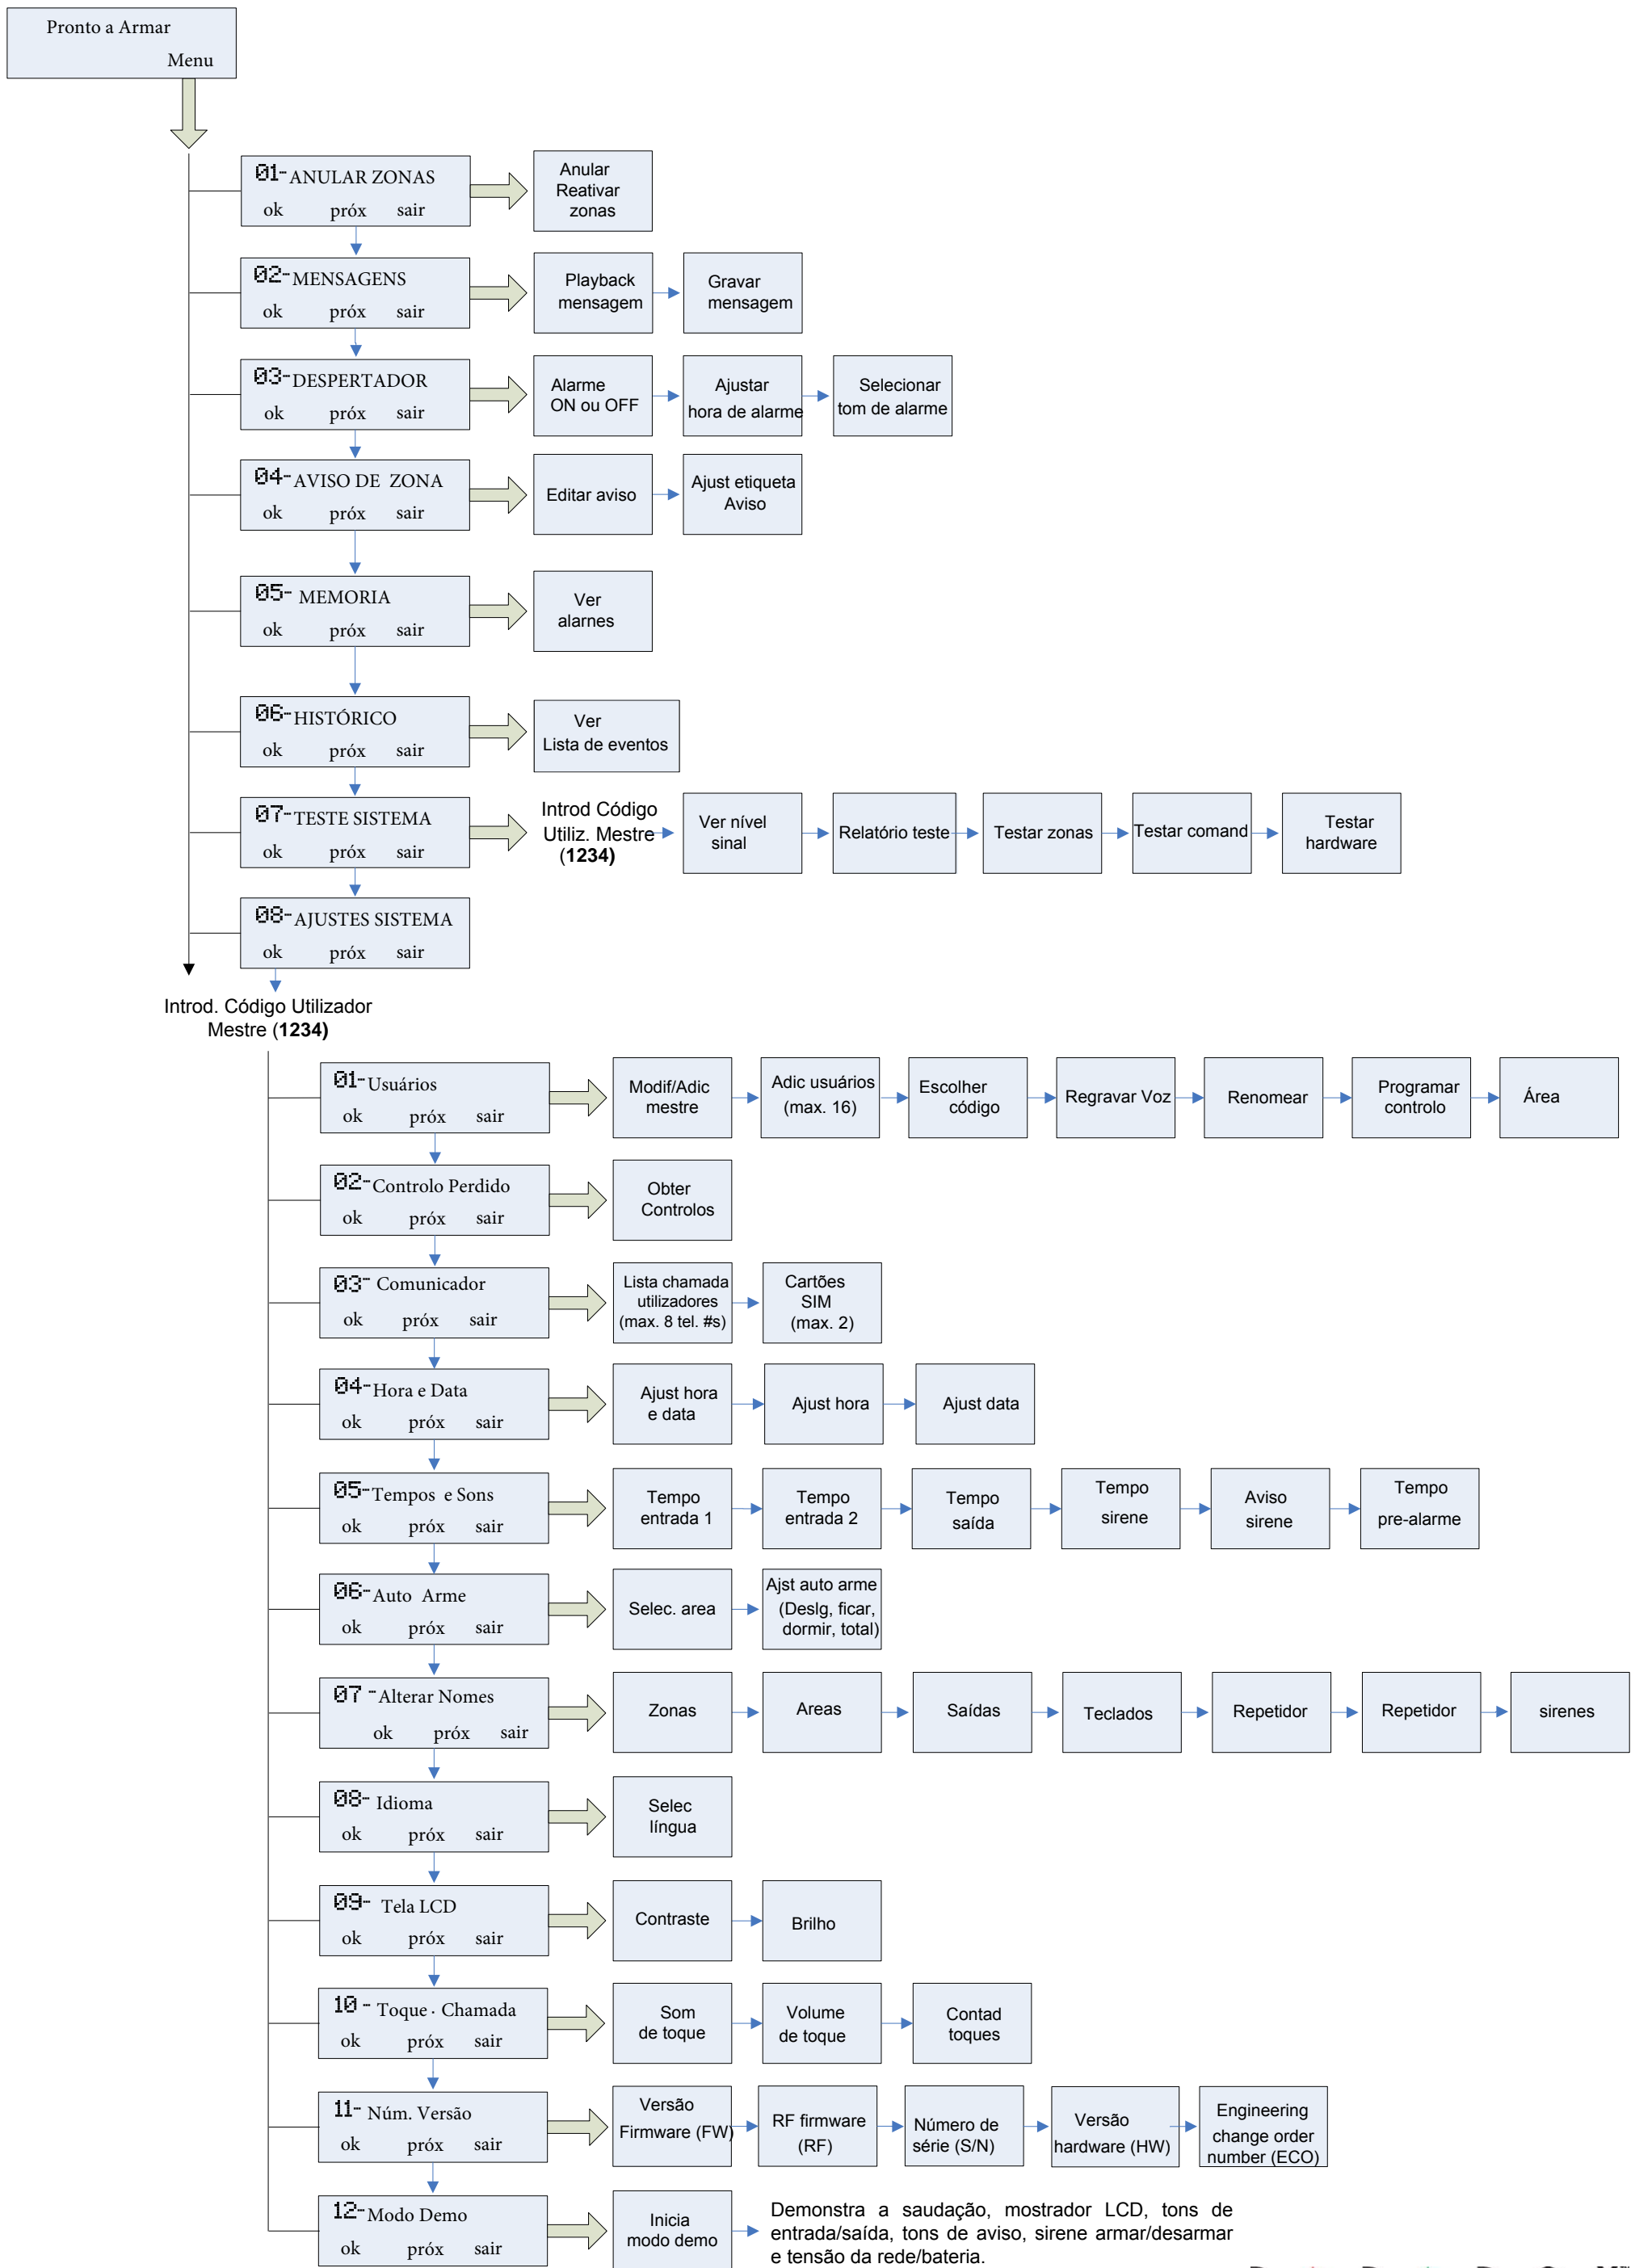 Pronto a Armar
Menu
01-ANULAR ZONAS
ok próx sair
Anular
Reativar
zonas
02-MENSAGENS
ok próx sair
Playback
mensagem
Gravar
mensagem
03-DESPERTADOR
ok próx sair
Alarme
ON ou OFF
Ajustar
hora de alarme
Selecionar
tom de alarme
04-AVISO DE ZONA
ok próx sair
Editar aviso
Ajust etiqueta
Aviso
05- MEMORIA
ok próx sair
Ver
alarnes
06-HISTÓRICO
ok próx sair
Ver
Lista de eventos
07-TESTE SISTEMA
ok próx sair
Introd Código
Utiliz. Mestre
(1234)
Ver nível
sinal
Relatório teste
Testar zonas
Testar comand
Testar
hardware
08-AJUSTES SISTEMA
ok próx sair
Introd. Código Utilizador
Mestre (1234)
01-Usuários
ok próx sair
Modif/Adic
mestre
Adic usuários
(max. 16)
Escolher
código
Regravar Voz
Renomear
Programar
controlo
Área
02-Controlo Perdido
ok próx sair
Obter
Controlos
03- Comunicador
ok próx sair
Lista chamada
utilizadores
(max. 8 tel. #s)
Cartões
SIM
(max. 2)
04-Hora e Data
ok próx sair
Ajust hora
e data
Ajust hora
Ajust data
05-Tempos e Sons
ok próx sair
Tempo
entrada 1
Tempo
entrada 2
Tempo
saída
Tempo
sirene
Aviso
sirene
Tempo
pre-alarme
06-Auto Arme
ok próx sair
Selec. area
Ajst auto arme
(Deslg, ficar,
dormir, total)
07 -Alterar Nomes
ok próx sair
Zonas
Areas
Saídas
Teclados
Repetidor
Repetidor
sirenes
08- Idioma
ok próx sair
Selec
língua
09- Tela LCD
ok próx sair
Contraste
Brilho
10 - Toque · Chamada
ok próx sair
Som
de toque
Volume
de toque
Contad
toques
11- Núm. Versão
ok próx sair
Versão
Firmware (FW)
RF firmware
(RF)
Número de
série (S/N)
Versão
hardware (HW)
Engineering
change order
number (ECO)
12-Modo Demo
ok próx sair
Inicia
modo demo
Demonstra a saudação, mostrador LCD, tons de
entrada/saída, tons de aviso, sirene armar/desarmar
e tensão da rede/bateria.